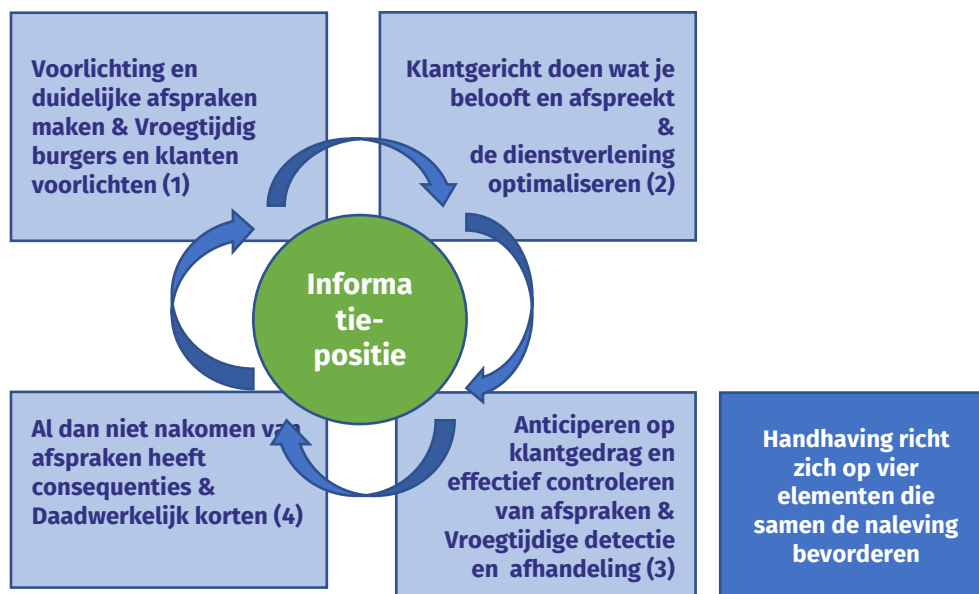 Voorlichting en
duidelijke afspraken
maken & Vroegtijdig
burgers en klanten
voorlichten (1)
Klantgericht doen wat je
belooft en afspreekt
&
de dienstverlening
optimaliseren (2)
Informa
tie-
positie
Al dan niet nakomen van
afspraken heeft
consequenties &
Daadwerkelijk korten (4)
Anticiperen op
klantgedrag en
effectief controleren
van afspraken &
Vroegtijdige detectie
en afhandeling (3)
Handhaving richt
zich op vier
elementen die
samen de naleving
bevorderen